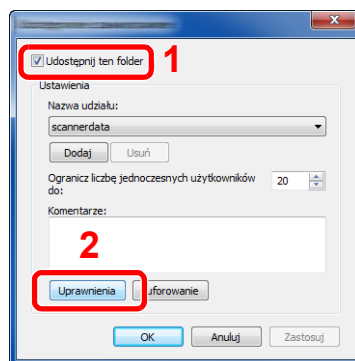 Udostępnij ten folder
1
Ustawienia
Nazwa udziału:
scannerdata
Dodaj Usuń
Ogranicz liczbę jednoczesnych użytkowników do:
20
Komentarze:
2
Uprawnienia uforowanie
OK Anuluj Zastosuj